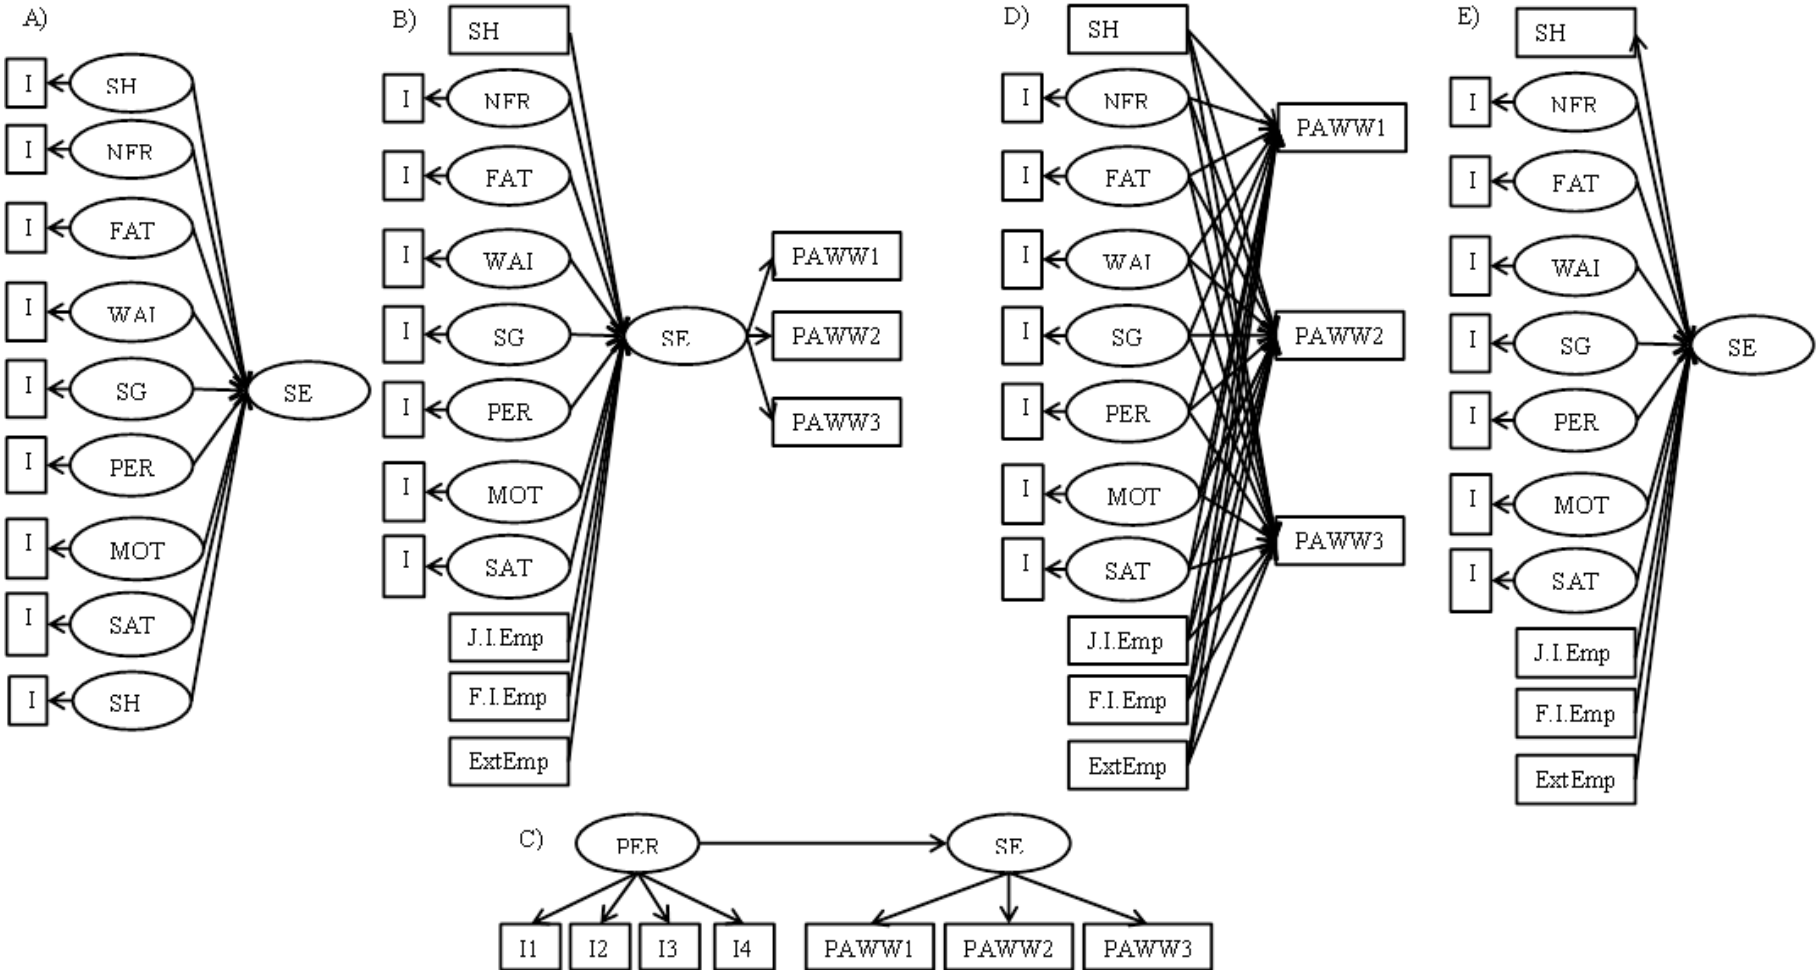 A)
I SH
I NFR
I FAT
I WAI
I SG
I PER
I MOT
I SAT
I SH
SE
B)
SH
I NFR
I FAT
I WAI
I SG
I PER
I MOT
I SAT
J.I.Emp
F.I.Emp
ExtEmp
SE
PAWW1
PAWW2
PAWW3
D)
SH
I NFR
I FAT
I WAI
I SG
I PER
I MOT
I SAT
J.I.Emp
F.I.Emp
ExtEmp
PAWW1
PAWW2
PAWW3
E)
SH
I NFR
I FAT
I WAI
I SG
I PER
I MOT
I SAT
J.I.Emp
F.I.Emp
ExtEmp
SE
C)
PER SE
I1 I2 I3 I4 PAWW1 PAWW2 PAWW3